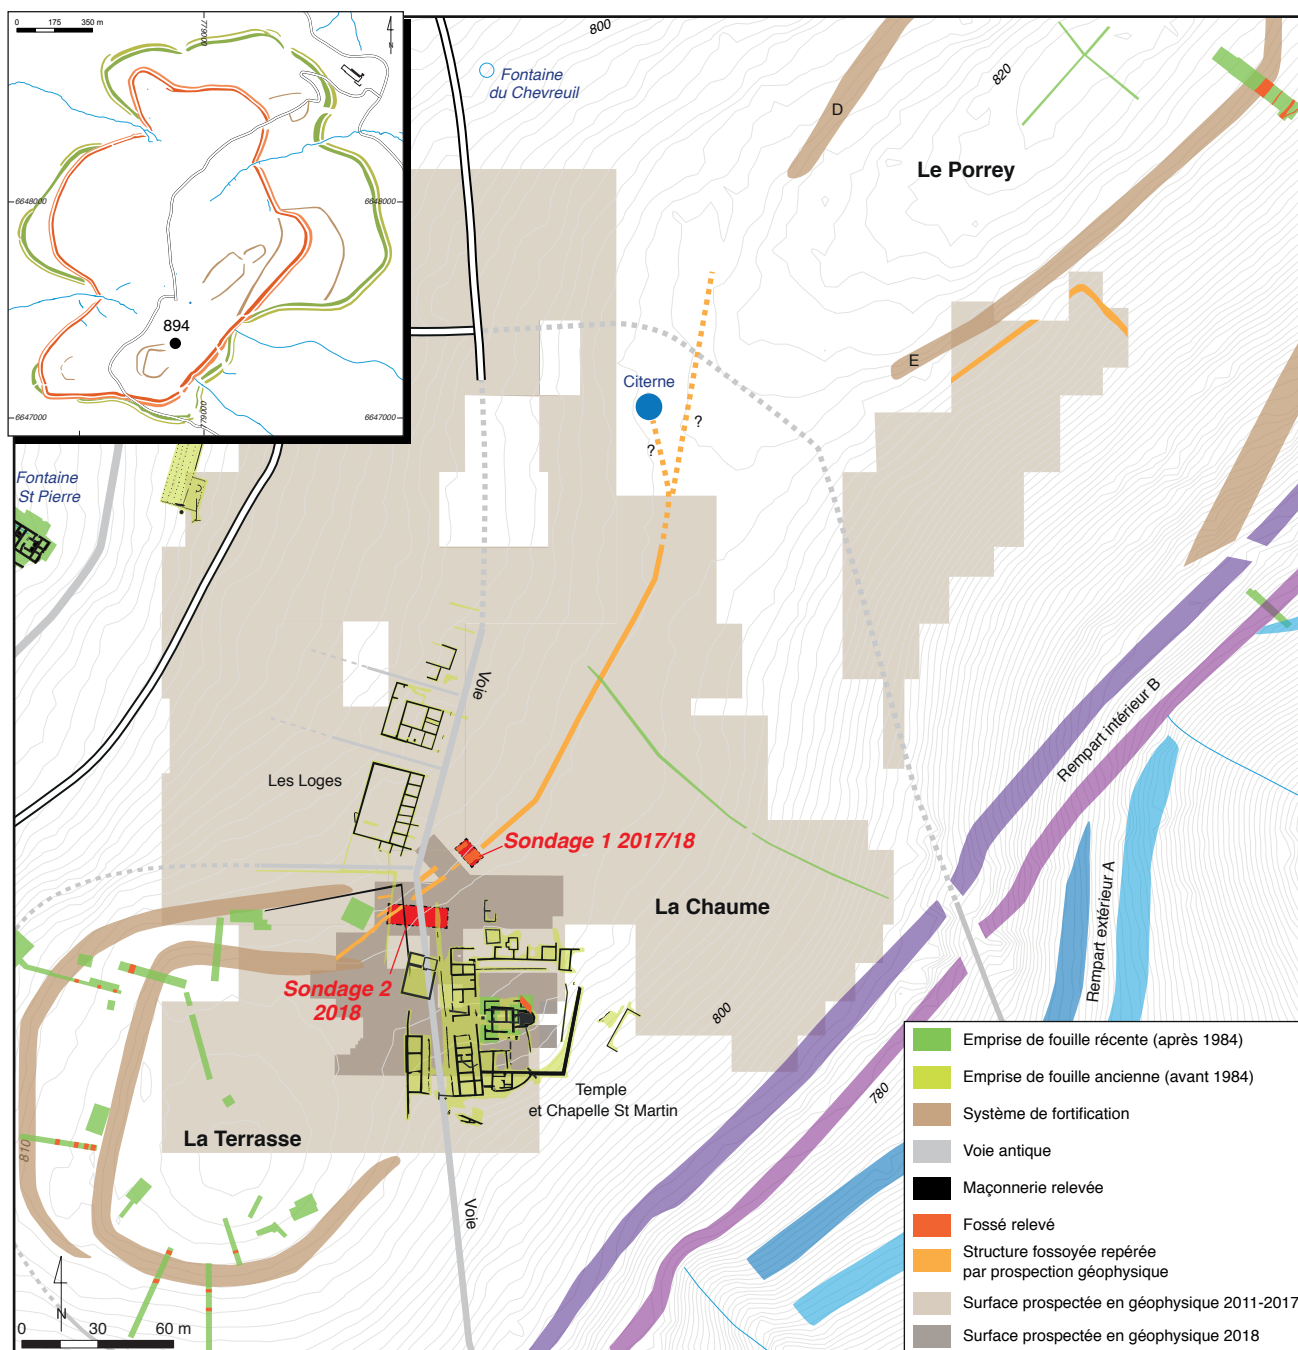 0 175 350 m
779000
N
6648000
6648000
894
6647000
6647000
779000
800
820
Fontaine
du Chevreuil
D
Le Porrey
E
Citerne
?
?
Fontaine
St Pierre
Voie
Rempart intérieur B
Les Loges
Sondage 1 2017/18
La Chaume
Rempart extérieur A
Sondage 2
2018
800
780
Temple
et Chapelle St Martin
La Terrasse
810
Voie
N
0 30 60 m
Emprise de fouille récente (après 1984)
Emprise de fouille ancienne (avant 1984)
Système de fortification
Voie antique
Maçonnerie relevée
Fossé relevé
Structure fossoyée repérée
par prospection géophysique
Surface prospectée en géophysique 2011-2017
Surface prospectée en géophysique 2018